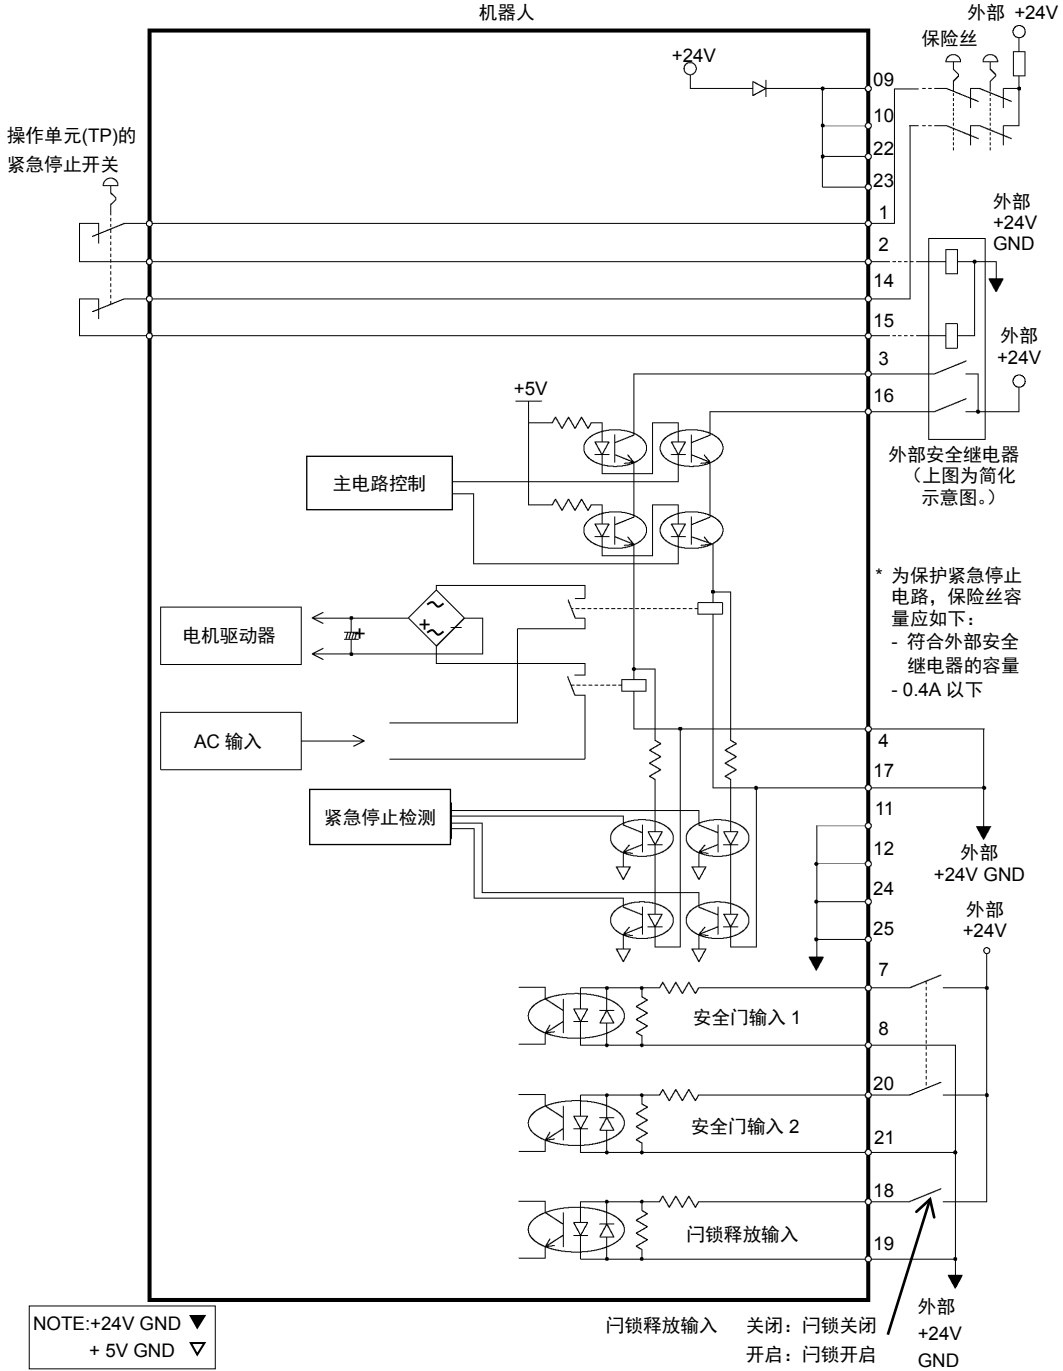 机器人
外部 +24V
保险丝
+24V
09
10
22
23
操作单元(TP)的
紧急停止开关
1
2
14
15
3
16
外部
+24V
GND
外部
+24V
+5V
主电路控制
外部安全继电器
（上图为简化
示意图。）
* 为保护紧急停止
电路，保险丝容
量应如下：
- 符合外部安全
继电器的容量
- 0.4A 以下
电机驱动器
AC 输入
4
17
11
12
24
25
紧急停止检测
外部
+24V GND
外部
+24V
7
安全门输入 1
8
20
安全门输入 2
21
18
闩锁释放输入
19
NOTE:+24V GND ▼
+ 5V GND ▽
闩锁释放输入 关闭：闩锁关闭
开启：闩锁开启
外部
+24V
GND